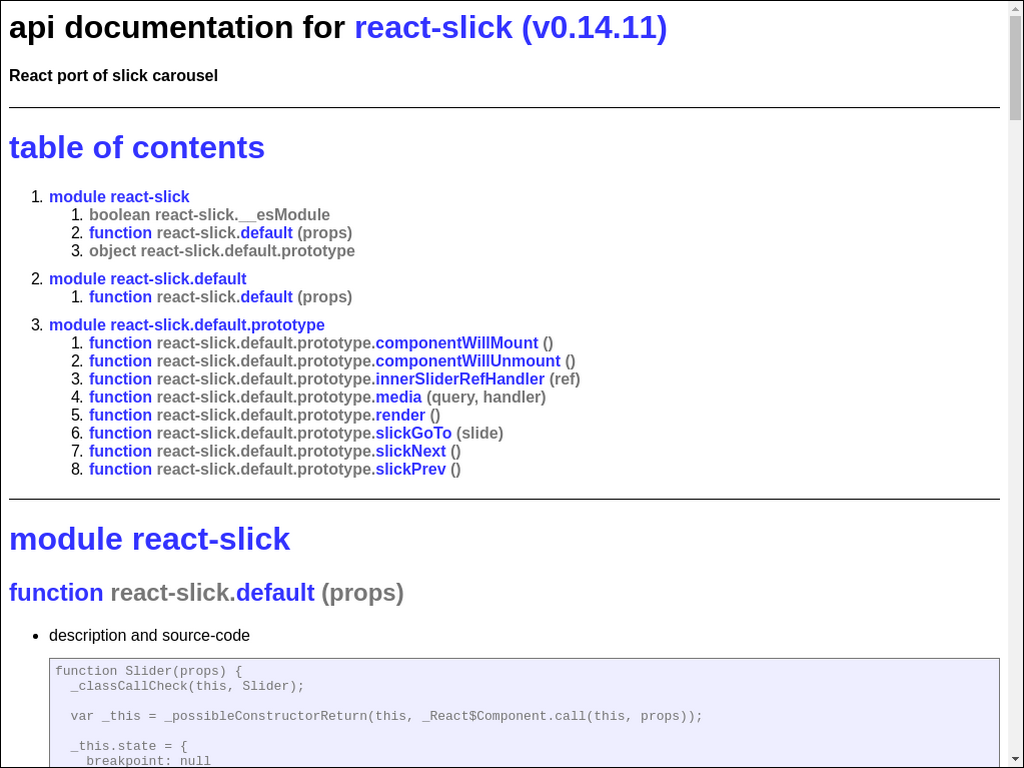 api documentation for react-slick (v0.14.11)
React port of slick carousel
table of contents
1. module react-slick
1. boolean react-slick.__esModule
2. function react-slick.default (props)
3. object react-slick.default.prototype
2. module react-slick.default
1. function react-slick.default (props)
3. module react-slick.default.prototype
1. function react-slick.default.prototype.componentWillMount ()
2. function react-slick.default.prototype.componentWillUnmount ()
3. function react-slick.default.prototype.innerSliderRefHandler (ref)
4. function react-slick.default.prototype.media (query, handler)
5. function react-slick.default.prototype.render ()
6. function react-slick.default.prototype.slickGoTo (slide)
7. function react-slick.default.prototype.slickNext ()
8. function react-slick.default.prototype.slickPrev ()
module react-slick
function react-slick.default (props)
• description and source-code
function Slider(props) {
  _classCallCheck(this, Slider);
  var _this = _possibleConstructorReturn(this, _React$Component.call(this, props));
  _this.state = {
    breakpoint: null